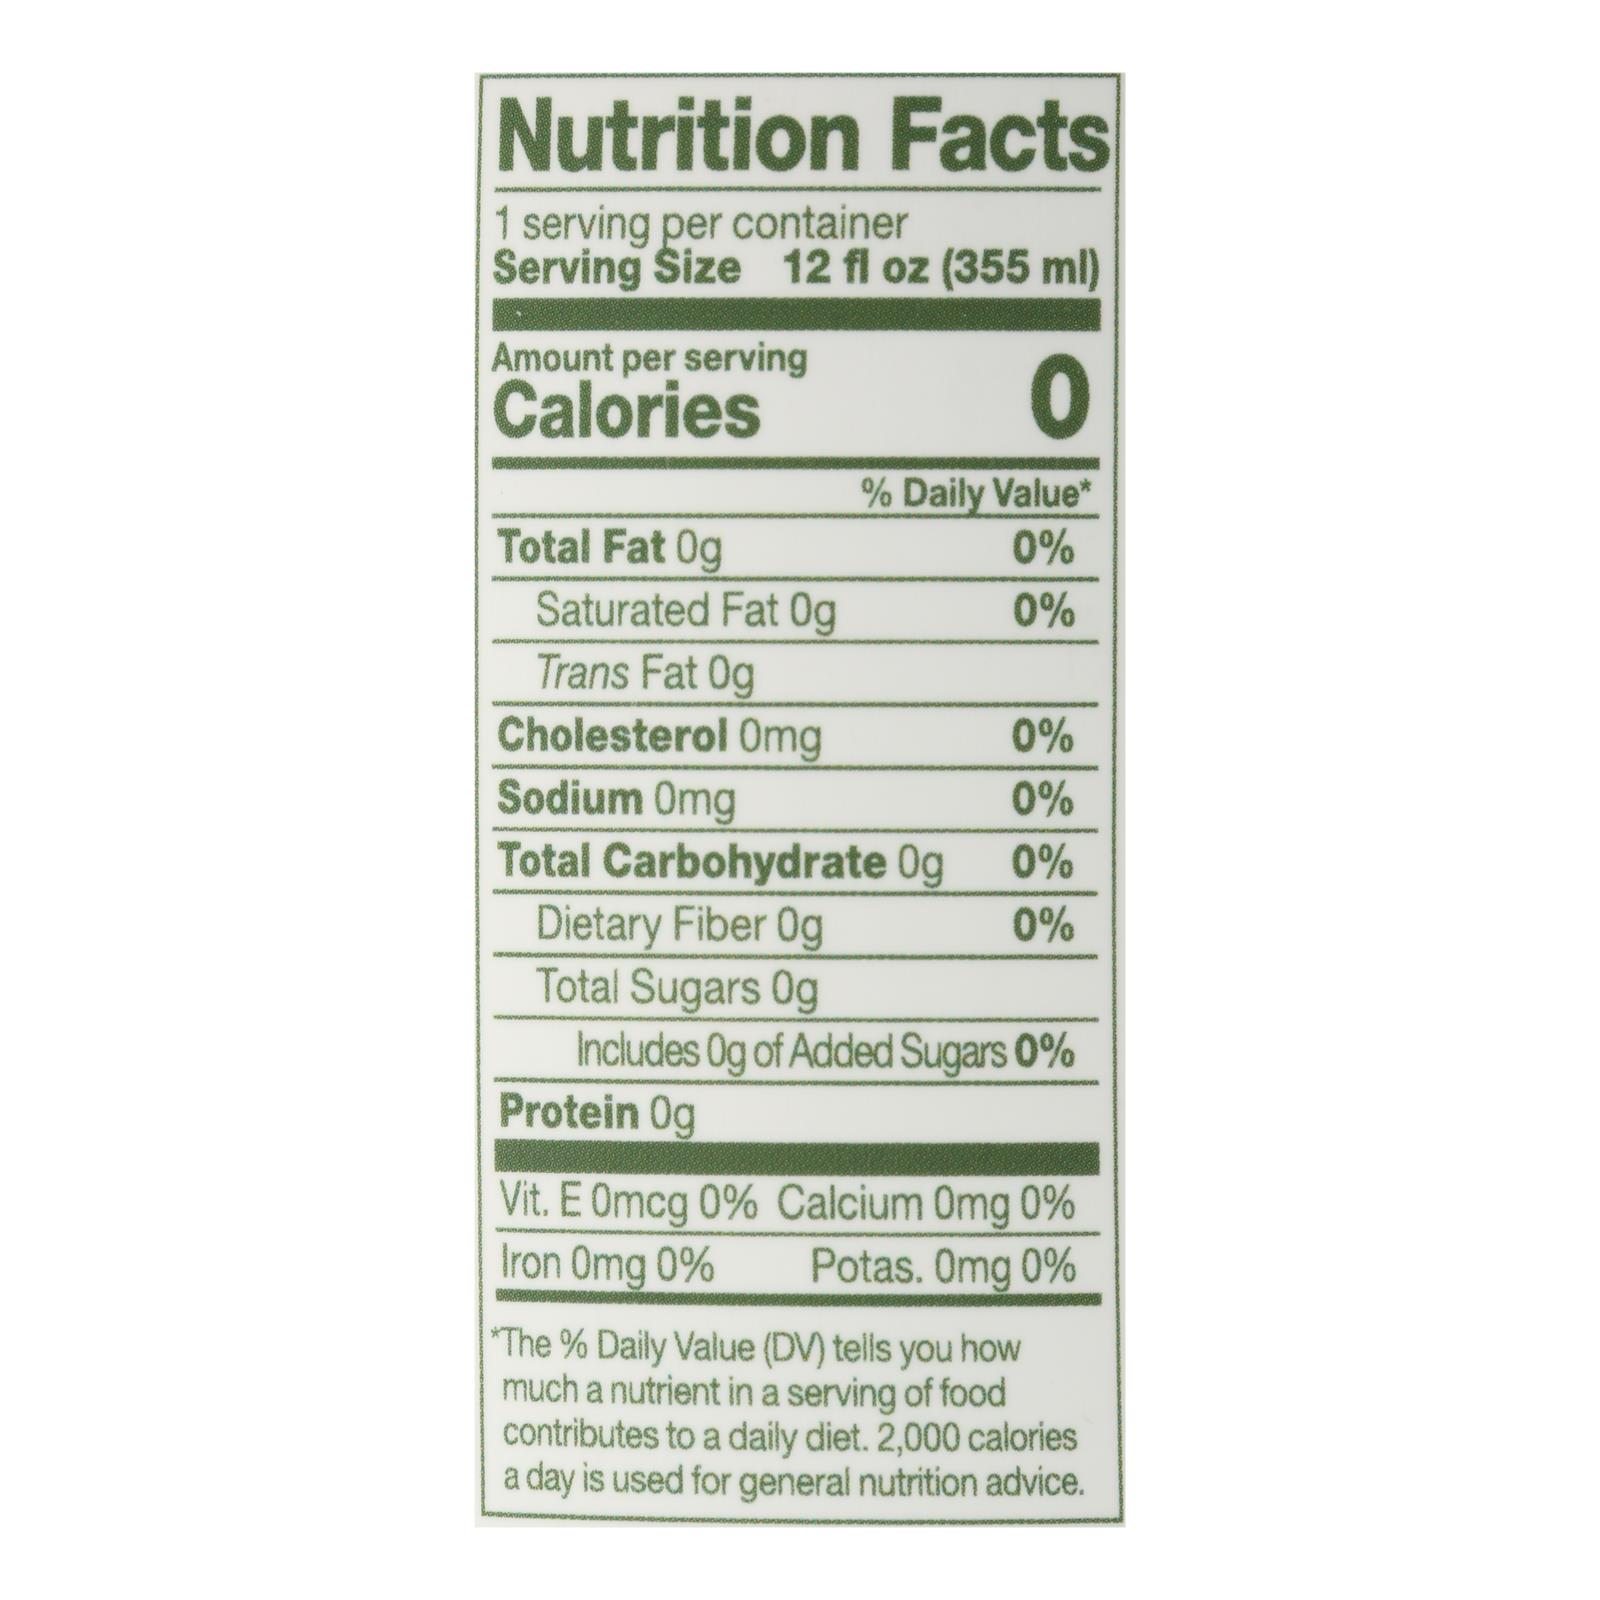 Nutrition Facts
1 serving per container
Serving Size 12 fl oz (355 ml)
Amount per serving
Calories 0
% Daily Value*
Total Fat 0g 0%
Saturated Fat 0g 0%
Trans Fat 0g
Cholesterol 0mg 0%
Sodium 0mg 0%
Total Carbohydrate 0g 0%
Dietary Fiber 0g 0%
Total Sugars 0g
Includes 0g of Added Sugars 0%
Protein 0g
Vit. E 0mcg 0% Calcium 0mg 0%
Iron 0mg 0% Potas. 0mg 0%
*The % Daily Value (DV) tells you how
much a nutrient in a serving of food
contributes to a daily diet. 2,000 calories
a day is used for general nutrition advice.